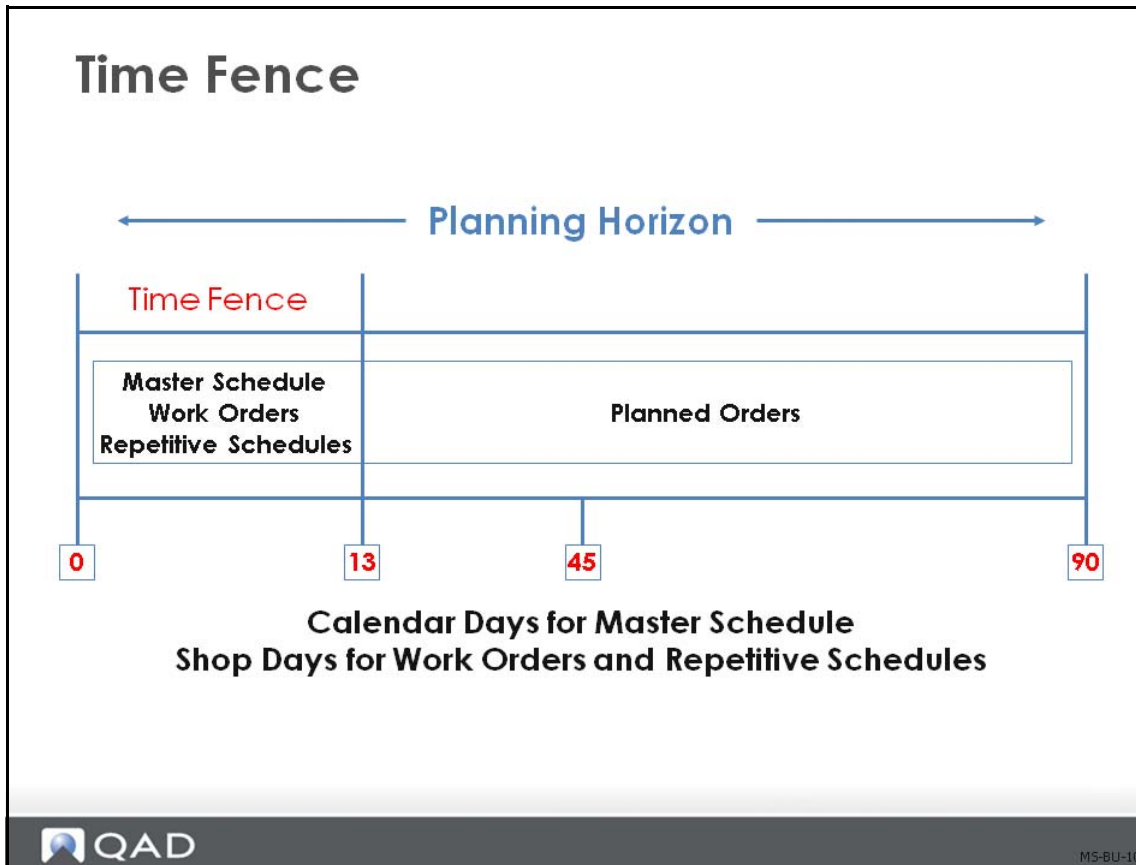 Time Fence
Planning Horizon
Time Fence
Master Schedule
Work Orders
Repetitive Schedules
Planned Orders
0
13
45
90
Calendar Days for Master Schedule
Shop Days for Work Orders and Repetitive Schedules
QAD